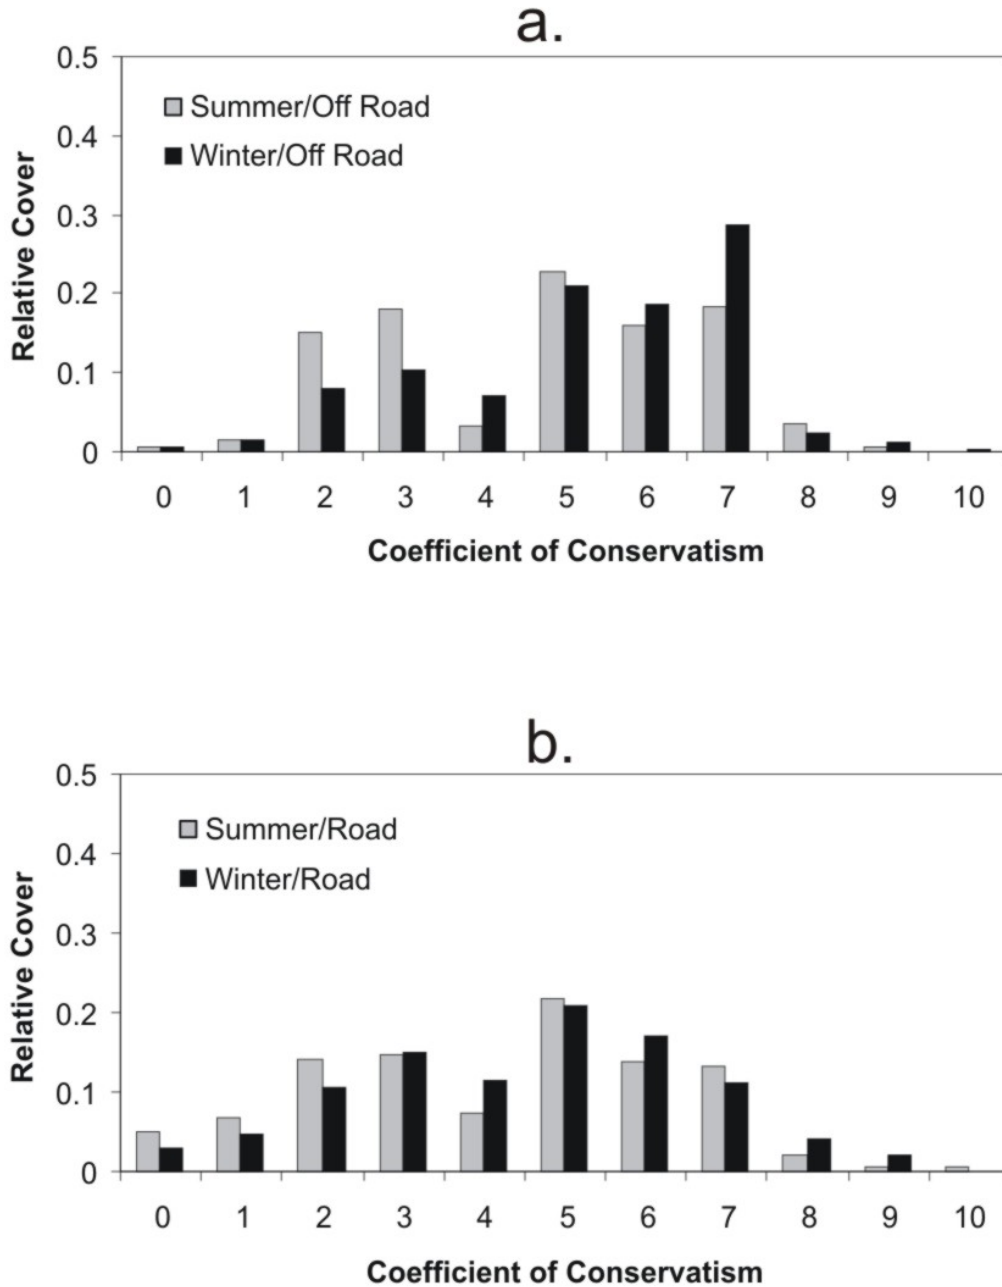 a.
0.5
0.4
0.3
0.2
0.1
0
Relative Cover
Summer/Off Road
Winter/Off Road
0 1 2 3 4 5 6 7 8 9 10
Coefficient of Conservatism
b.
0.5
0.4
0.3
0.2
0.1
0
Relative Cover
Summer/Road
Winter/Road
0 1 2 3 4 5 6 7 8 9 10
Coefficient of Conservatism